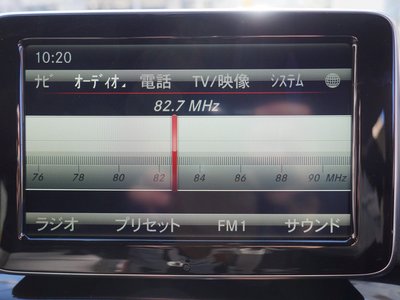 10:20
ナビ オーディオ 電話 TV/映像 システム
82.7 MHz
76 78 80 82 84 86 88 90 MHz
ラジオ プリセット FM1 サウンド